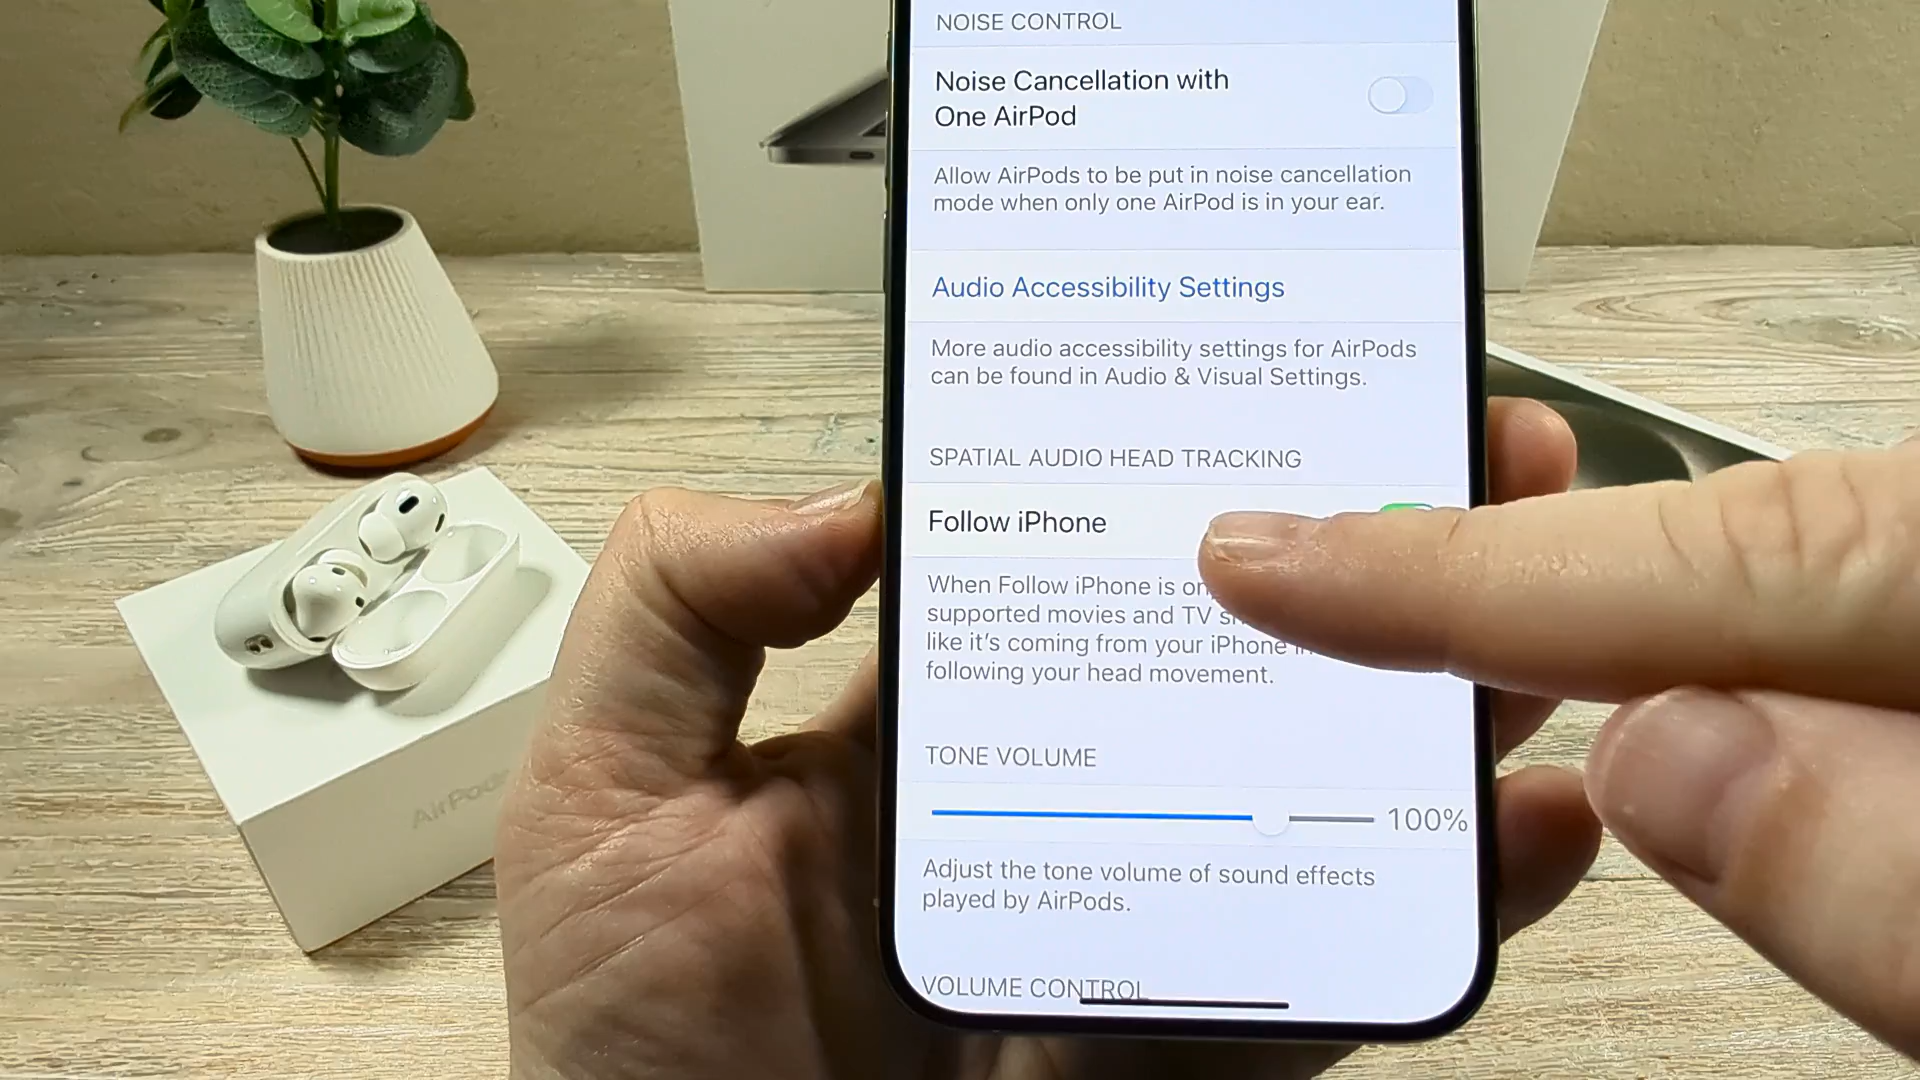 NOISE CONTROL
Noise Cancellation with
One AirPod
Allow AirPods to be put in noise cancellation
mode when only one AirPod is in your ear.
Audio Accessibility Settings
More audio accessibility settings for AirPods
can be found in Audio & Visual Settings.
SPATIAL AUDIO HEAD TRACKING
Follow iPhone
When Follow iPhone is on,
supported movies and TV
like it's coming from your iPhone
following your head movement.
TONE VOLUME
100%
Adjust the tone volume of sound effects
played by AirPods.
VOLUME CONTROL
AirPods